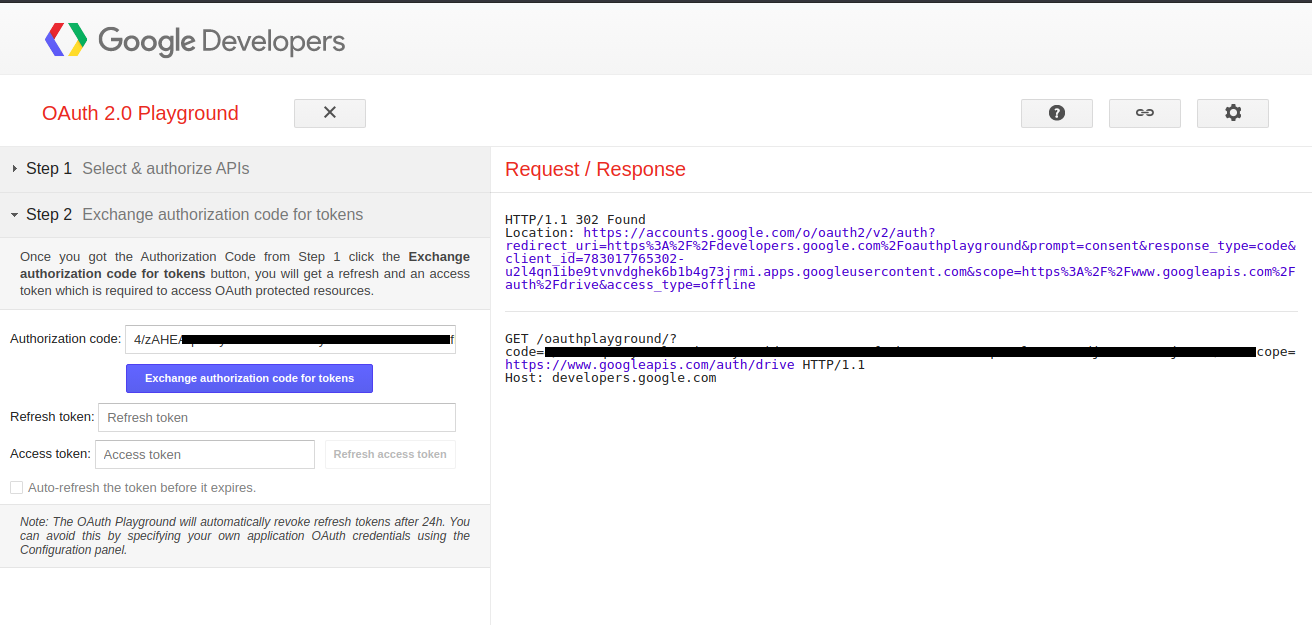 Google Developers
OAuth 2.0 Playground
Step 1 Select & authorize APIs
Step 2 Exchange authorization code for tokens
Once you got the Authorization Code from Step 1 click the Exchange
authorization code for tokens button, you will get a refresh and an access
token which is required to access OAuth protected resources.
Authorization code: 4/zAHEA
Exchange authorization code for tokens
Refresh token: Refresh token
Access token: Access token Refresh access token
Auto-refresh the token before it expires.
Note: The OAuth Playground will automatically revoke refresh tokens after 24h. You
can avoid this by specifying your own application OAuth credentials using the
Configuration panel.
Request / Response
HTTP/1.1 302 Found
Location: https://accounts.google.com/o/oauth2/v2/auth?
redirect_uri=https%3A%2F%2Fdevelopers.google.com%2Foauthplayground&prompt=consent&response_type=code&
client_id=783017765302-
u2l4qn1ibe9tvnvdghek6b1b4g73jrmi.apps.googleusercontent.com&scope=https%3A%2F%2Fwww.googleapis.com%2F
auth%2Fdrive&access_type=offline
GET /oauthplayground/?
code= cope=
https://www.googleapis.com/auth/drive HTTP/1.1
Host: developers.google.com